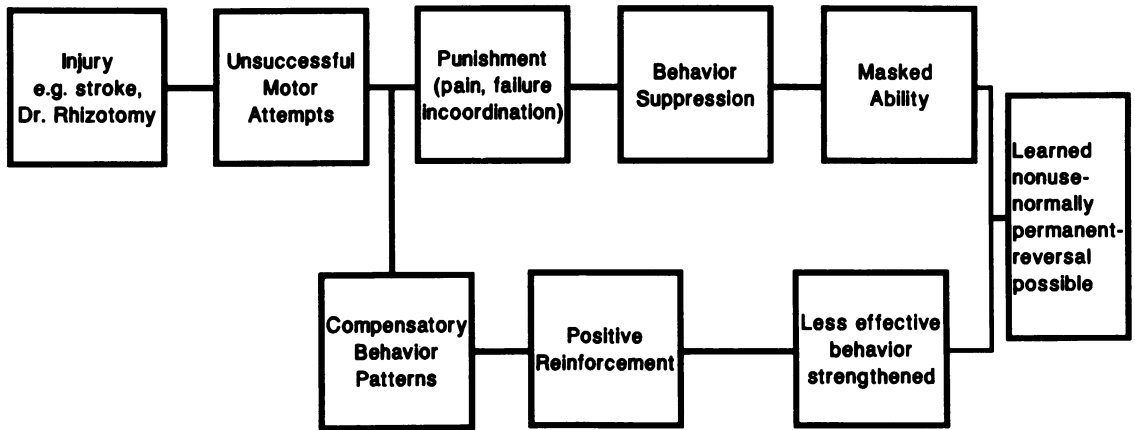 Injury
e.g. stroke,
Dr. Rhizotomy
Unsuccessful
Motor
Attempts
Punishment
(pain, failure
incoordination)
Behavior
Suppression
Masked
Ability
Learned
nonuse-
normally
permanent-
reversal
possible
Compensatory
Behavior
Patterns
Positive
Reinforcement
Less effective
behavior
strengthened